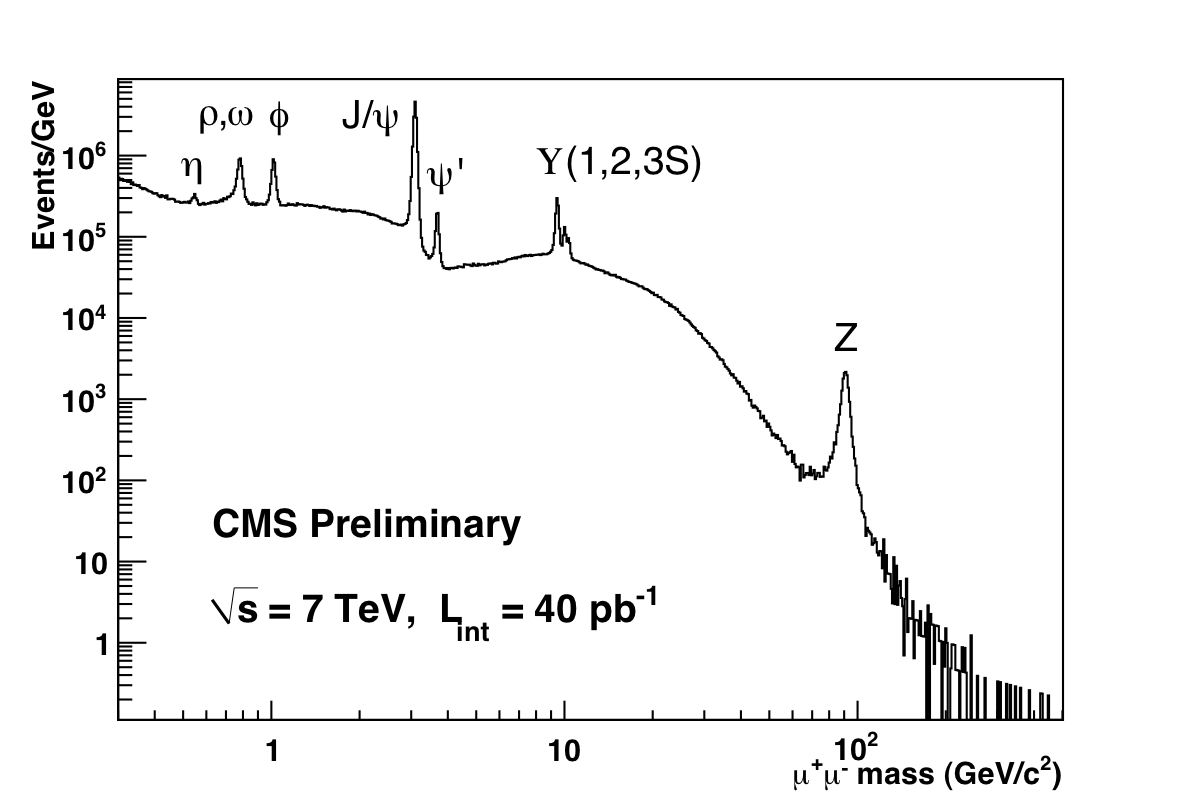 Events/GeV
10⁶
10⁵
10⁴
10³
10²
10
1
η
ρ,ω
ϕ
J/ψ
ψ'
Υ(1,2,3S)
Z
CMS Preliminary
√s = 7 TeV, L_int = 40 pb⁻¹
1
10
10²
μ⁺μ⁻ mass (GeV/c²)